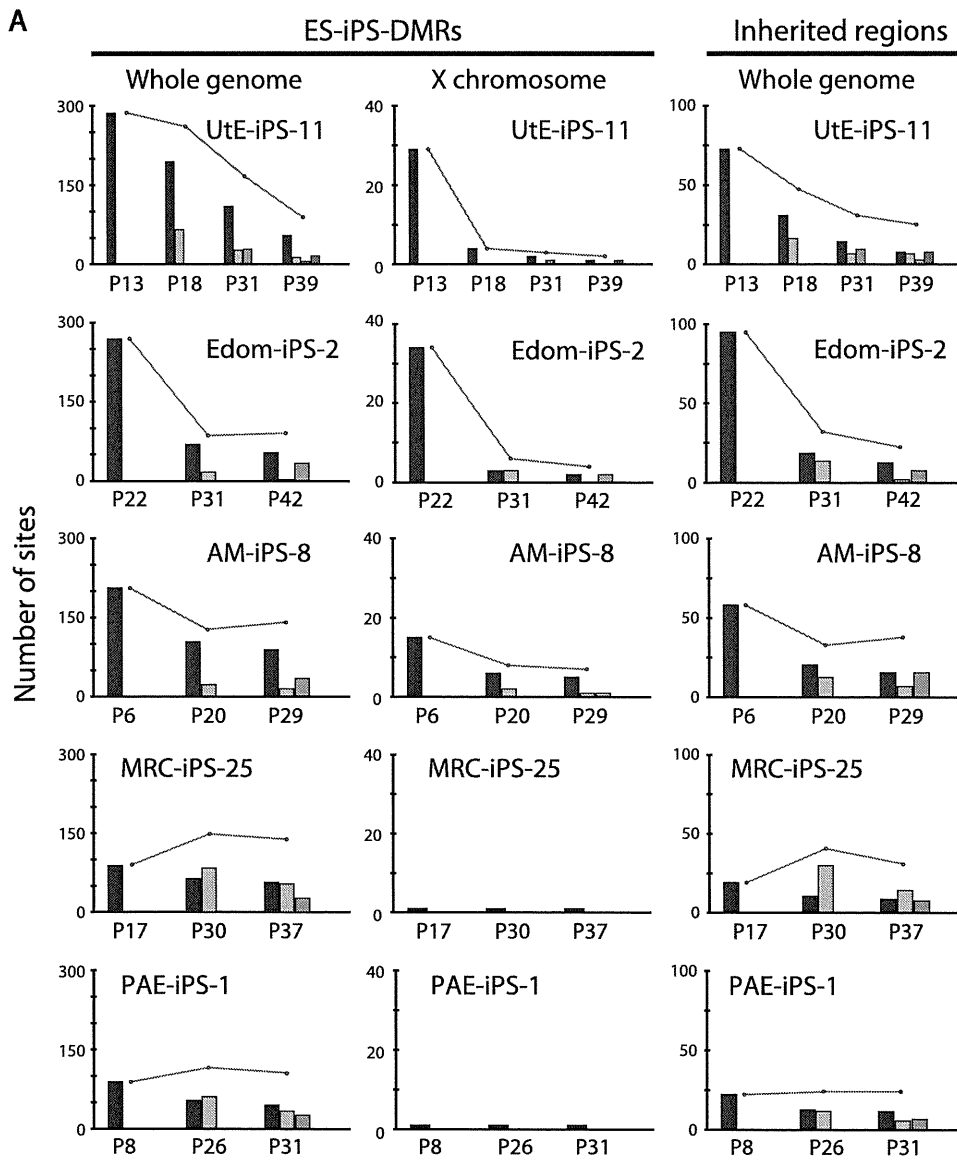 A
ES-iPS-DMRs Inherited regions
Whole genome X chromosome Whole genome
Number of sites
300 150 0
UtE-iPS-11
P13 P18 P31 P39
40 20 0
UtE-iPS-11
P13 P18 P31 P39
100 50 0
UtE-iPS-11
P13 P18 P31 P39
300 150 0
Edom-iPS-2
P22 P31 P42
40 20 0
Edom-iPS-2
P22 P31 P42
100 50 0
Edom-iPS-2
P22 P31 P42
300 150 0
AM-iPS-8
P6 P20 P29
40 20 0
AM-iPS-8
P6 P20 P29
100 50 0
AM-iPS-8
P6 P20 P29
300 150 0
MRC-iPS-25
P17 P30 P37
40 20 0
MRC-iPS-25
P17 P30 P37
100 50 0
MRC-iPS-25
P17 P30 P37
300 150 0
PAE-iPS-1
P8 P26 P31
40 20 0
PAE-iPS-1
P8 P26 P31
100 50 0
PAE-iPS-1
P8 P26 P31